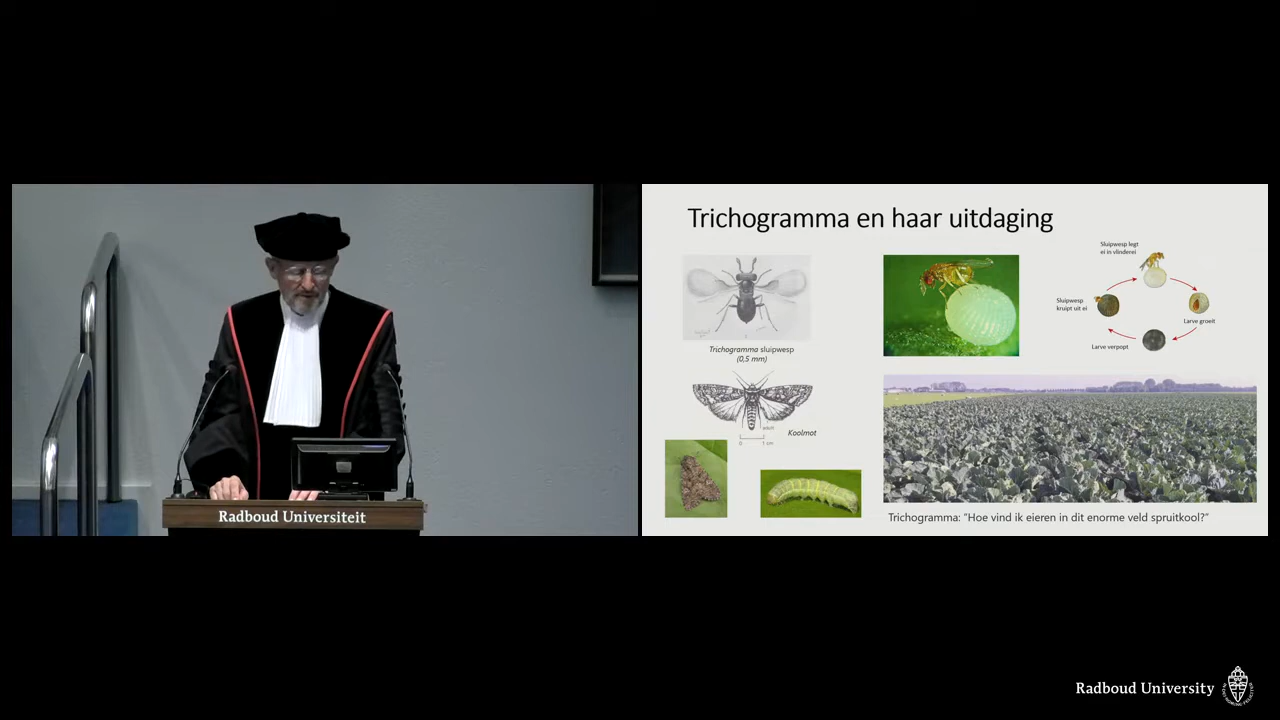 Trichogramma en haar uitdaging
Sluipwesp legt
ei in vlinderei
Sluipwesp
kruipt uit ei
Larve groeit
Larve verpopt
Trichogramma sluipwesp
(0,5 mm)
adult
0 1 cm
Koolmot
Trichogramma: “Hoe vind ik eieren in dit enorme veld spruitkool?”
Radboud Universiteit
Radboud University